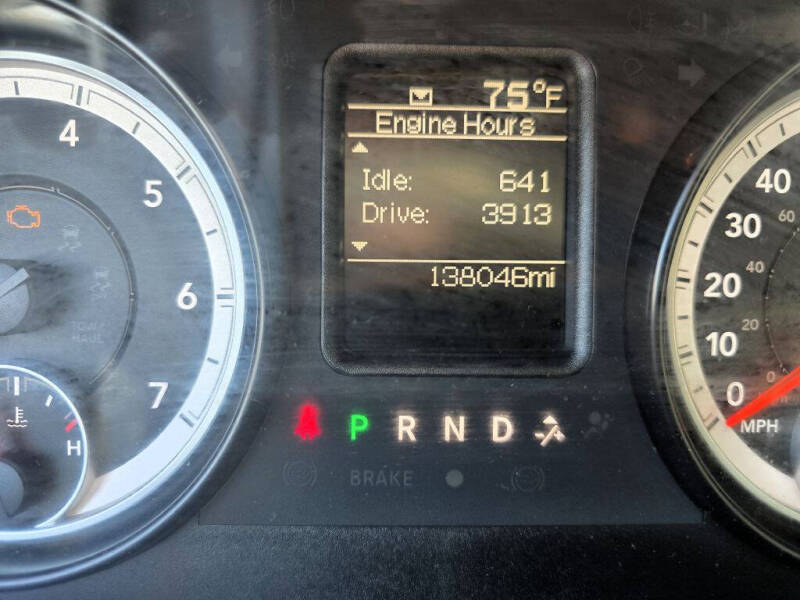 75°F
Engine Hours
Idle: 641
Drive: 3913
138046mi
4
5
6
7
TOW/
HAUL
H
40
30
20
10
0
60
40
20
0
MPH
P R N D
BRAKE